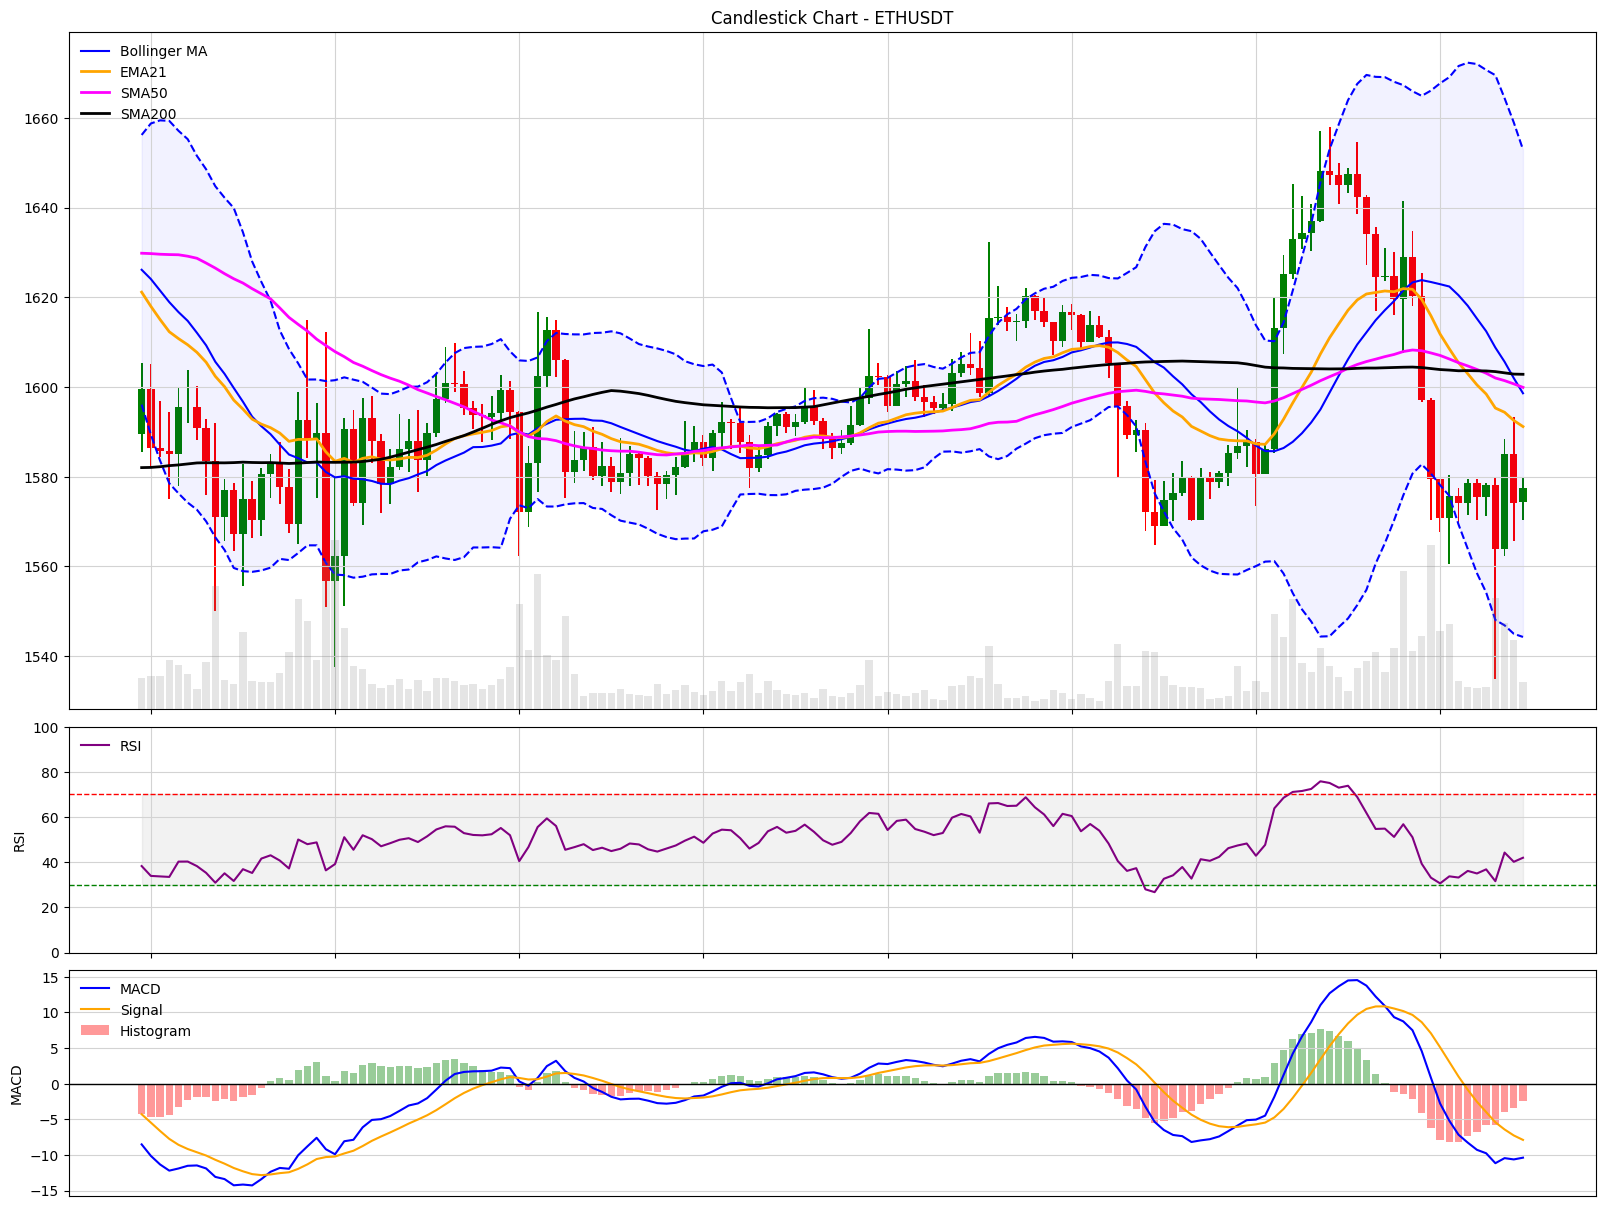 Candlestick Chart - ETHUSDT
Bollinger MA
EMA21
SMA50
SMA200
1660
1640
1620
1600
1580
1560
1540
RSI
100
80
60
40
20
0
RSI
MACD
Signal
Histogram
15
10
5
0
−5
−10
−15
MACD